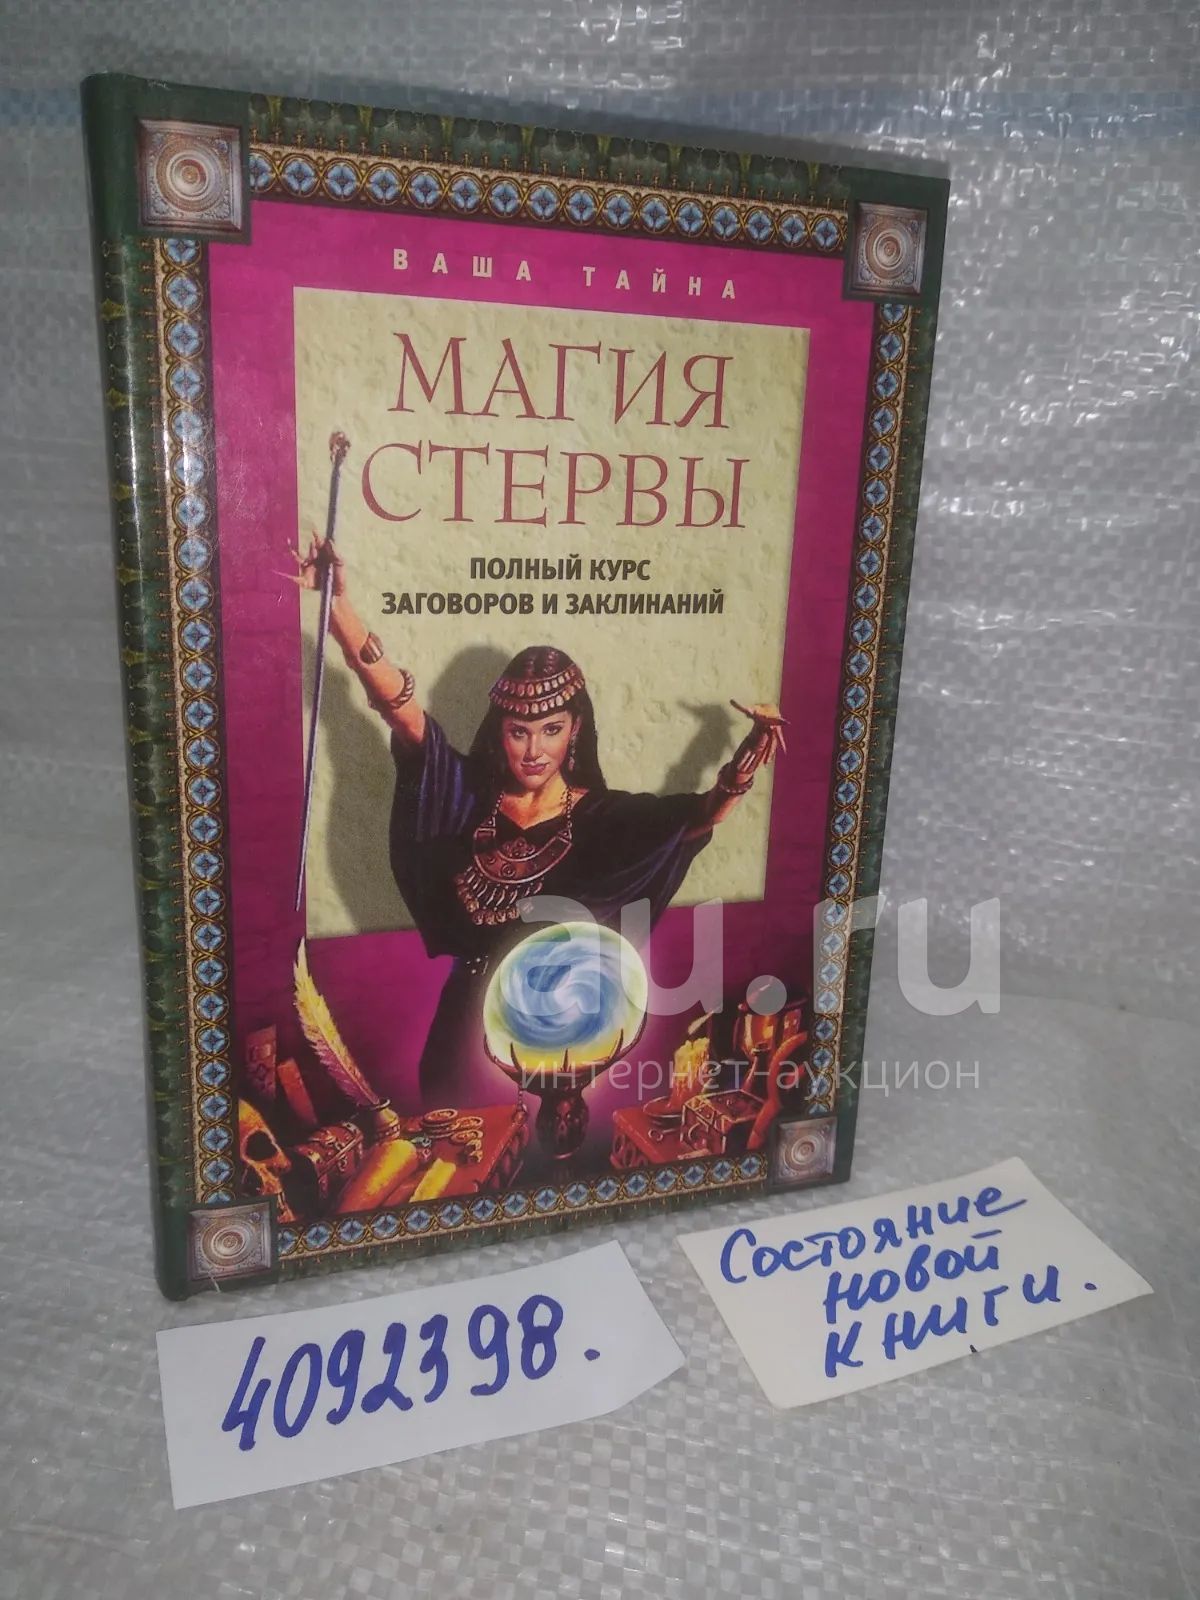 ВАША ТАЙНА
МАГИЯ
СТЕРВЫ
ПОЛНЫЙ КУРС
ЗАГОВОРОВ И ЗАКЛИНАНИЙ
au.ru
интернет-аукцион
4092398.
Состояние
новой
книги.